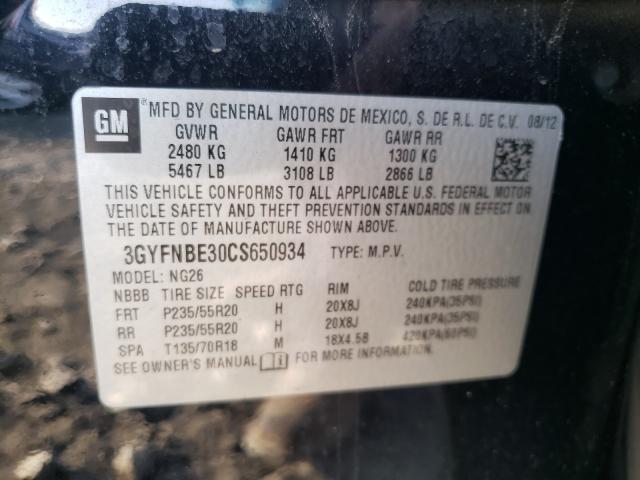 GM ® MFD BY GENERAL MOTORS DE MEXICO, S. DE R.L. DE C.V. 08/12
GVWR GAWR FRT GAWR RR
2480 KG 1410 KG 1300 KG
5467 LB 3108 LB 2866 LB
THIS VEHICLE CONFORMS TO ALL APPLICABLE U.S. FEDERAL MOTOR
VEHICLE SAFETY AND THEFT PREVENTION STANDARDS IN EFFECT ON
THE DATE OF MANUFACTURE SHOWN ABOVE.
3GYFNBE30CS650934 TYPE: M.P.V.
MODEL: NG26
NBBB TIRE SIZE SPEED RTG RIM COLD TIRE PRESSURE
FRT P235/55R20 H 20X8J 240KPA(35PSI)
RR P235/55R20 H 20X8J 240KPA(35PSI)
SPA T135/70R18 M 18X4.5B 420KPA(60PSI)
SEE OWNER'S MANUAL FOR MORE INFORMATION.